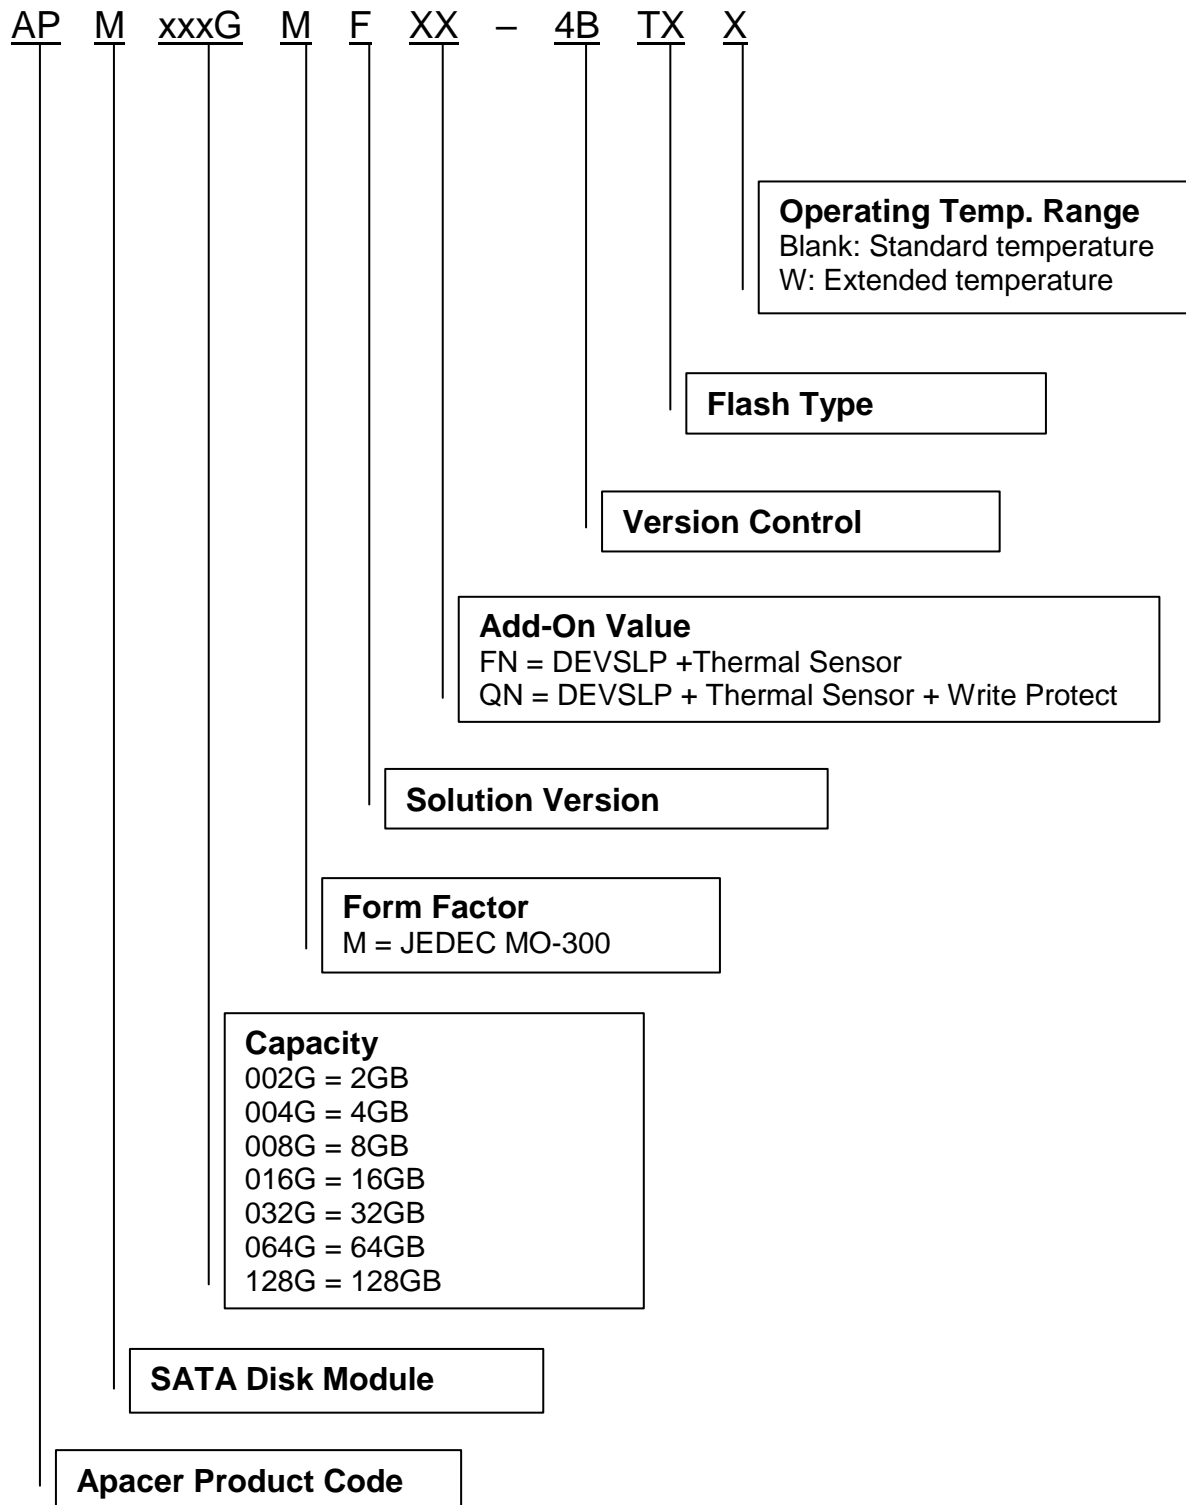 AP M xxxG M F XX – 4B TX X
Operating Temp. Range
Blank: Standard temperature
W: Extended temperature
Flash Type
Version Control
Add-On Value
FN = DEVSLP +Thermal Sensor
QN = DEVSLP + Thermal Sensor + Write Protect
Solution Version
Form Factor
M = JEDEC MO-300
Capacity
002G = 2GB
004G = 4GB
008G = 8GB
016G = 16GB
032G = 32GB
064G = 64GB
128G = 128GB
SATA Disk Module
Apacer Product Code